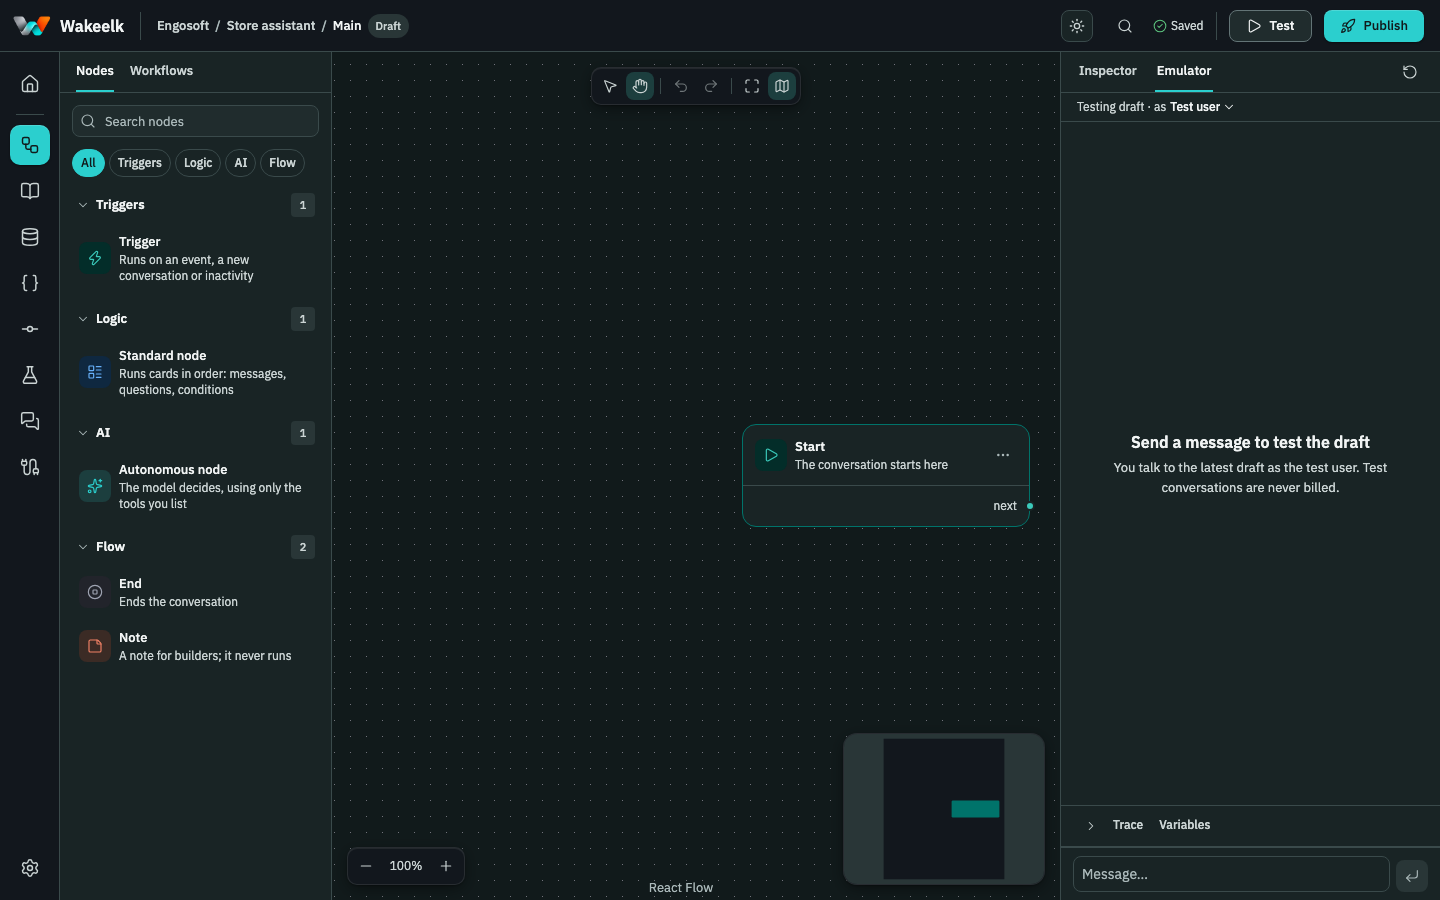 Wakeelk
Engosoft / Store assistant / Main Draft
Saved
Test
Publish
Nodes Workflows
Search nodes
All Triggers Logic AI Flow
Triggers 1
Trigger
Runs on an event, a new
conversation or inactivity
Logic 1
Standard node
Runs cards in order: messages,
questions, conditions
AI 1
Autonomous node
The model decides, using only the
tools you list
Flow 2
End
Ends the conversation
Note
A note for builders; it never runs
Start
The conversation starts here
next
100%
React Flow
Inspector Emulator
Testing draft · as Test user
Send a message to test the draft
You talk to the latest draft as the test user. Test
conversations are never billed.
Trace Variables
Message...